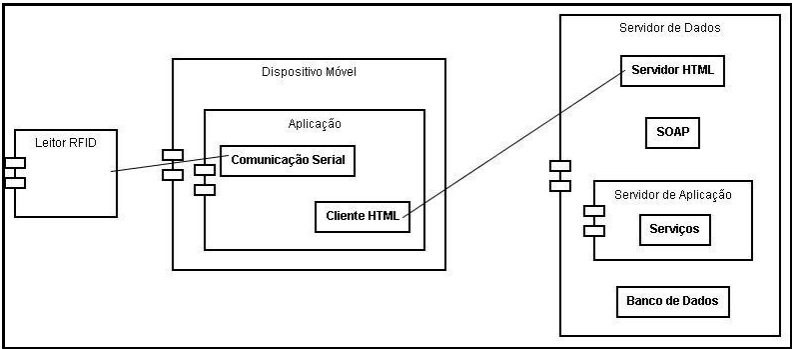 Leitor RFID
Dispositivo Móvel
Aplicação
Comunicação Serial
Cliente HTML
Servidor de Dados
Servidor HTML
SOAP
Servidor de Aplicação
Serviços
Banco de Dados